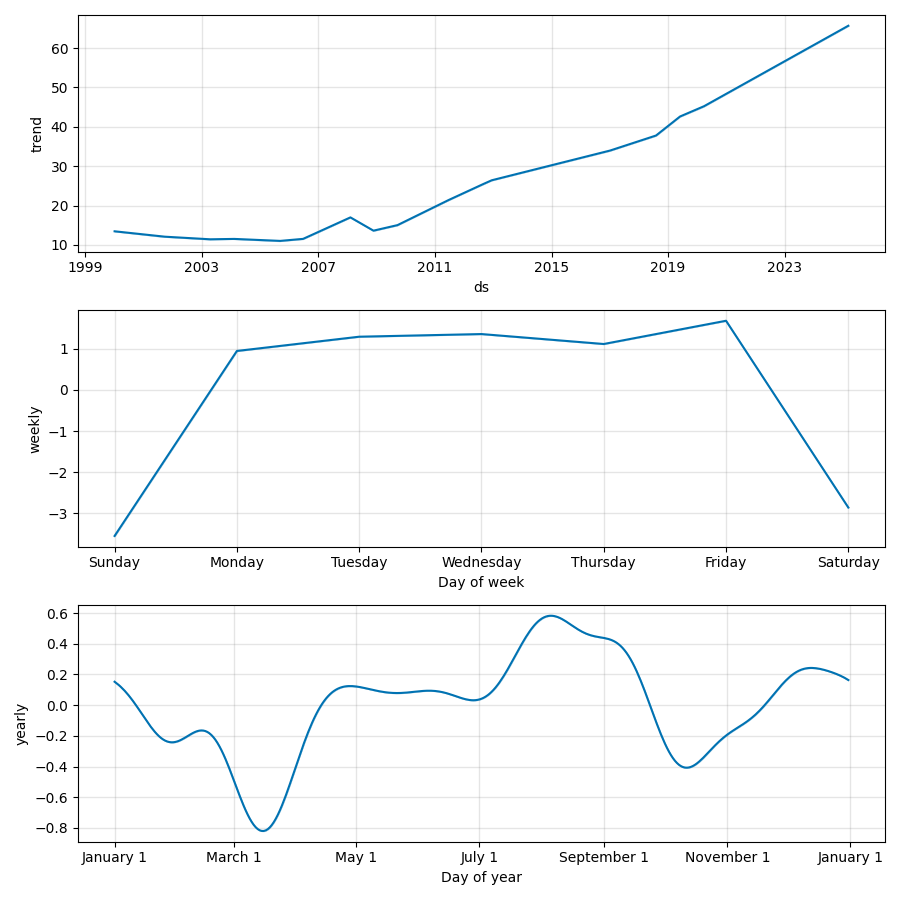 trend
60
50
40
30
20
10
1999 2003 2007 2011 2015 2019 2023
ds
weekly
1
0
−1
−2
−3
Sunday Monday Tuesday Wednesday Thursday Friday Saturday
Day of week
yearly
0.6
0.4
0.2
0.0
−0.2
−0.4
−0.6
−0.8
January 1 March 1 May 1 July 1 September 1 November 1 January 1
Day of year